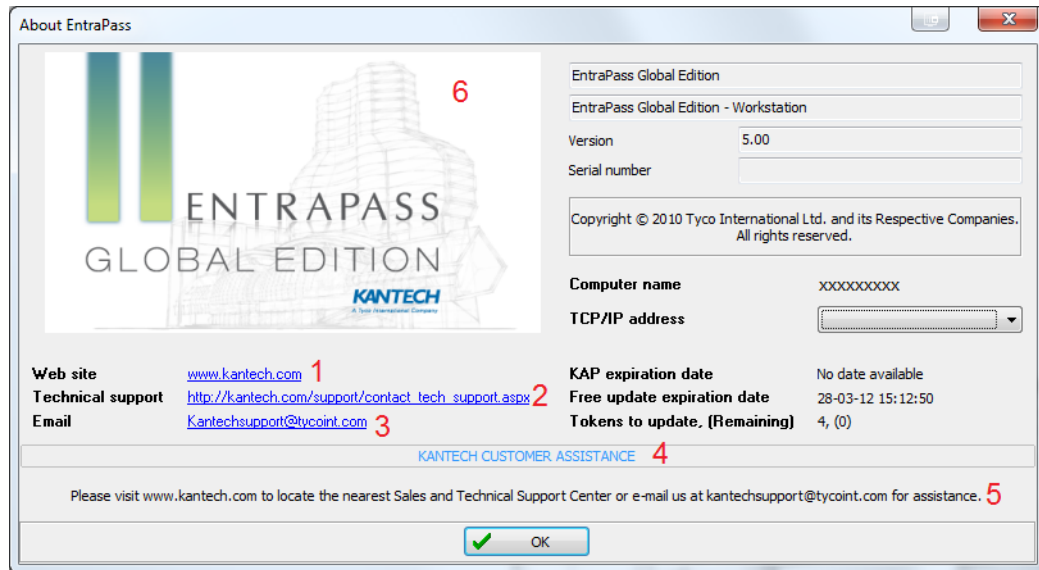 About EntraPass
6
ENTRAPASS
GLOBAL EDITION
KANTECH
A Tyco International Company
EntraPass Global Edition
EntraPass Global Edition - Workstation
Version 5.00
Serial number
Copyright © 2010 Tyco International Ltd. and its Respective Companies.
All rights reserved.
Computer name XXXXXXXXX
TCP/IP address
Web site www.kantech.com 1
Technical support http://kantech.com/support/contact_tech_support.aspx 2
Email Kantechsupport@tycoint.com 3
KAP expiration date No date available
Free update expiration date 28-03-12 15:12:50
Tokens to update, (Remaining) 4, (0)
KANTECH CUSTOMER ASSISTANCE 4
Please visit www.kantech.com to locate the nearest Sales and Technical Support Center or e-mail us at kantechsupport@tycoint.com for assistance. 5
OK